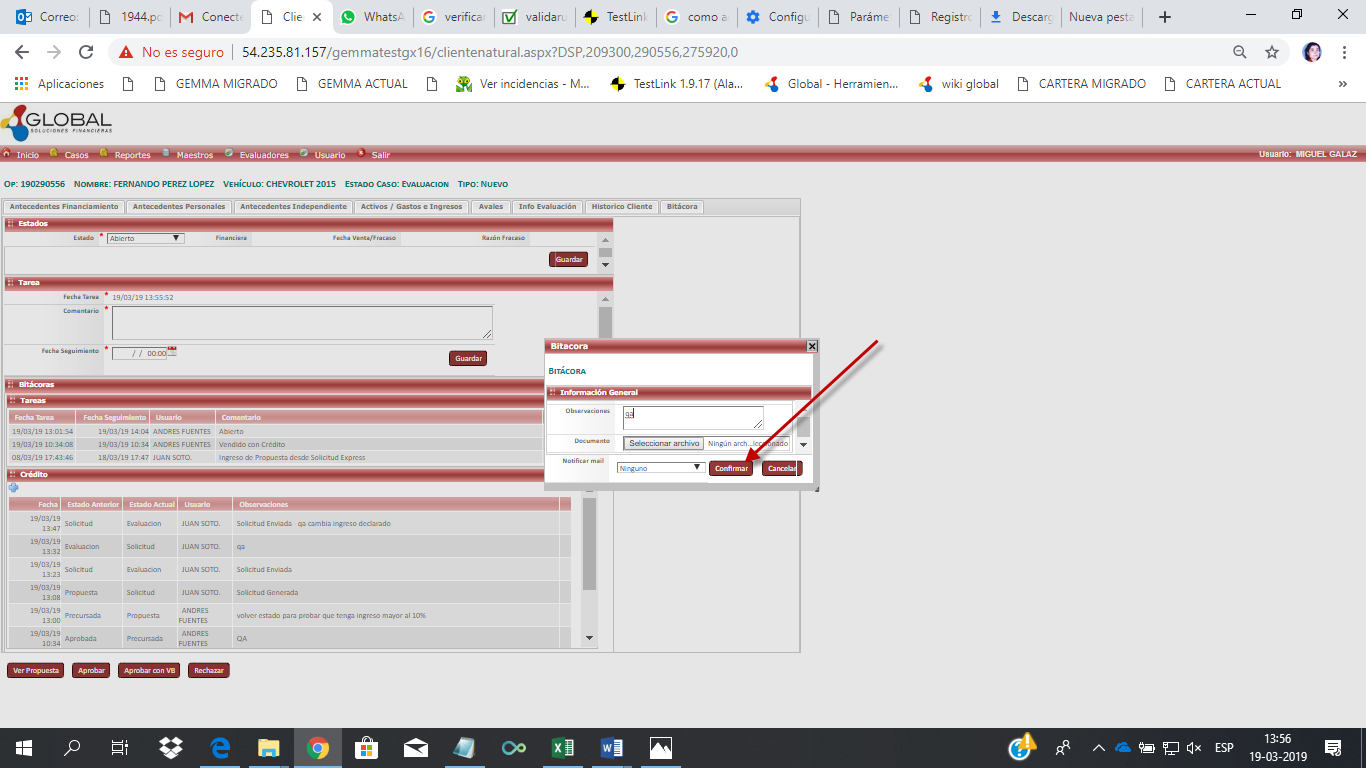 Correo: 1944.pd Conecte Clie WhatsA verificar validaru TestLink como ar Configu Paráme Registro Descarg Nueva pesta
No es seguro 54.235.81.157/gemmatestgx16/clientenatural.aspx?DSP,209300,290556,275920,0
Aplicaciones GEMMA MIGRADO GEMMA ACTUAL Ver incidencias - M... TestLink 1.9.17 (Ala... Global - Herramien... wiki global CARTERA MIGRADO CARTERA ACTUAL »
GLOBAL
SOLUCIONES FINANCIERAS
Inicio Casos Reportes Maestros Evaluadores Usuario Salir Usuario: MIGUEL GALAZ
OP: 190290556 NOMBRE: FERNANDO PEREZ LOPEZ VEHÍCULO: CHEVROLET 2015 ESTADO CASO: EVALUACION TIPO: NUEVO
Antecedentes Financiamiento Antecedentes Personales Antecedentes Independiente Activos / Gastos e Ingresos Avales Info Evaluación Historico Cliente Bitácora
Estados
Estado * Abierto Financiera Fecha Venta/Fracaso Razón Fracaso
Guardar
Tarea
Fecha Tarea * 19/03/19 13:55:52
Comentario *
Fecha Seguimiento * / / 00:00
Guardar
Bitácoras
Tareas
Fecha Tarea Fecha Seguimiento Usuario Comentario
19/03/19 13:01:54 19/03/19 14:04 ANDRES FUENTES Abierto
19/03/19 10:34:08 19/03/19 10:34 ANDRES FUENTES Vendido con Crédito
08/03/19 17:43:46 18/03/19 17:47 JUAN SOTO. Ingreso de Propuesta desde Solicitud Express
Crédito
Fecha Estado Anterior Estado Actual Usuario Observaciones
19/03/19 13:47 Solicitud Evaluacion JUAN SOTO. Solicitud Enviada - qa cambia ingreso declarado
19/03/19 13:32 Evaluacion Solicitud JUAN SOTO. qa
19/03/19 13:23 Solicitud Evaluacion JUAN SOTO. Solicitud Enviada
19/03/19 13:08 Propuesta Solicitud JUAN SOTO. Solicitud Generada
19/03/19 13:00 Precursada Propuesta ANDRES FUENTES volver estado para probar que tenga ingreso mayor al 10%
19/03/19 10:34 Aprobada Precursada ANDRES FUENTES QA
Bitacora
BITÁCORA
Información General
Observaciones qa
Documento Seleccionar archivo Ningún arch...leccionado
Notificar mail Ninguno Confirmar Cancelar
Ver Propuesta Aprobar Aprobar con VB Rechazar
ESP 13:56
19-03-2019